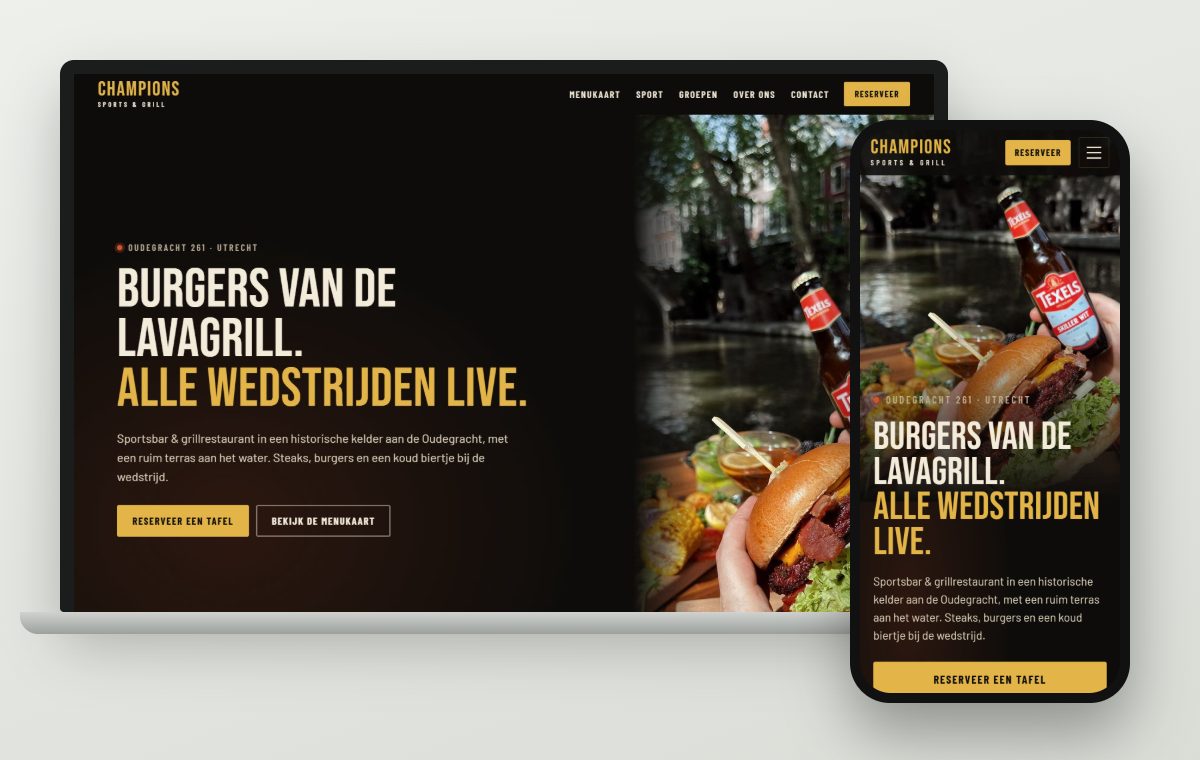 CHAMPIONS
SPORTS & GRILL
MENUKAART SPORT GROEPEN OVER ONS CONTACT RESERVEER
OUDEGRACHT 261 · UTRECHT
BURGERS VAN DE
LAVAGRILL.
ALLE WEDSTRIJDEN LIVE.
Sportsbar & grillrestaurant in een historische kelder aan de Oudegracht, met
een ruim terras aan het water. Steaks, burgers en een koud biertje bij de
wedstrijd.
RESERVEER EEN TAFEL BEKIJK DE MENUKAART
TEXELS
CHAMPIONS
SPORTS & GRILL
RESERVEER
TEXELS
TEXELS
SKILLER WIT
OUDEGRACHT 261 · UTRECHT
BURGERS VAN DE
LAVAGRILL.
ALLE WEDSTRIJDEN
LIVE.
Sportsbar & grillrestaurant in een historische
kelder aan de Oudegracht, met een ruim terras
aan het water. Steaks, burgers en een koud
biertje bij de wedstrijd.
RESERVEER EEN TAFEL